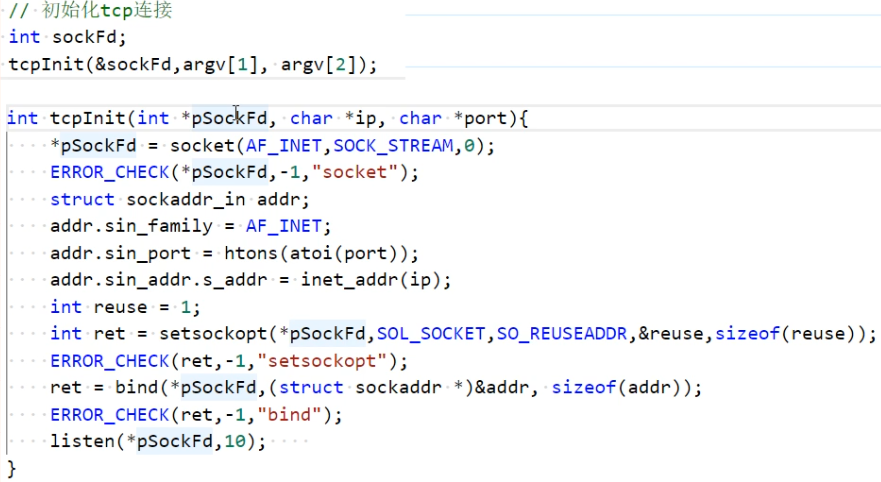 // 初始化tcp连接
int sockFd;
tcpInit(&sockFd,argv[1], argv[2]);
int tcpInit(int *pSockFd, char *ip, char *port){
    *pSockFd = socket(AF_INET,SOCK_STREAM,0);
    ERROR_CHECK(*pSockFd,-1,"socket");
    struct sockaddr_in addr;
    addr.sin_family = AF_INET;
    addr.sin_port = htons(atoi(port));
    addr.sin_addr.s_addr = inet_addr(ip);
    int reuse = 1;
    int ret = setsockopt(*pSockFd,SOL_SOCKET,SO_REUSEADDR,&reuse,sizeof(reuse));
    ERROR_CHECK(ret,-1,"setsockopt");
    ret = bind(*pSockFd,(struct sockaddr *)&addr, sizeof(addr));
    ERROR_CHECK(ret,-1,"bind");
    listen(*pSockFd,10);
}